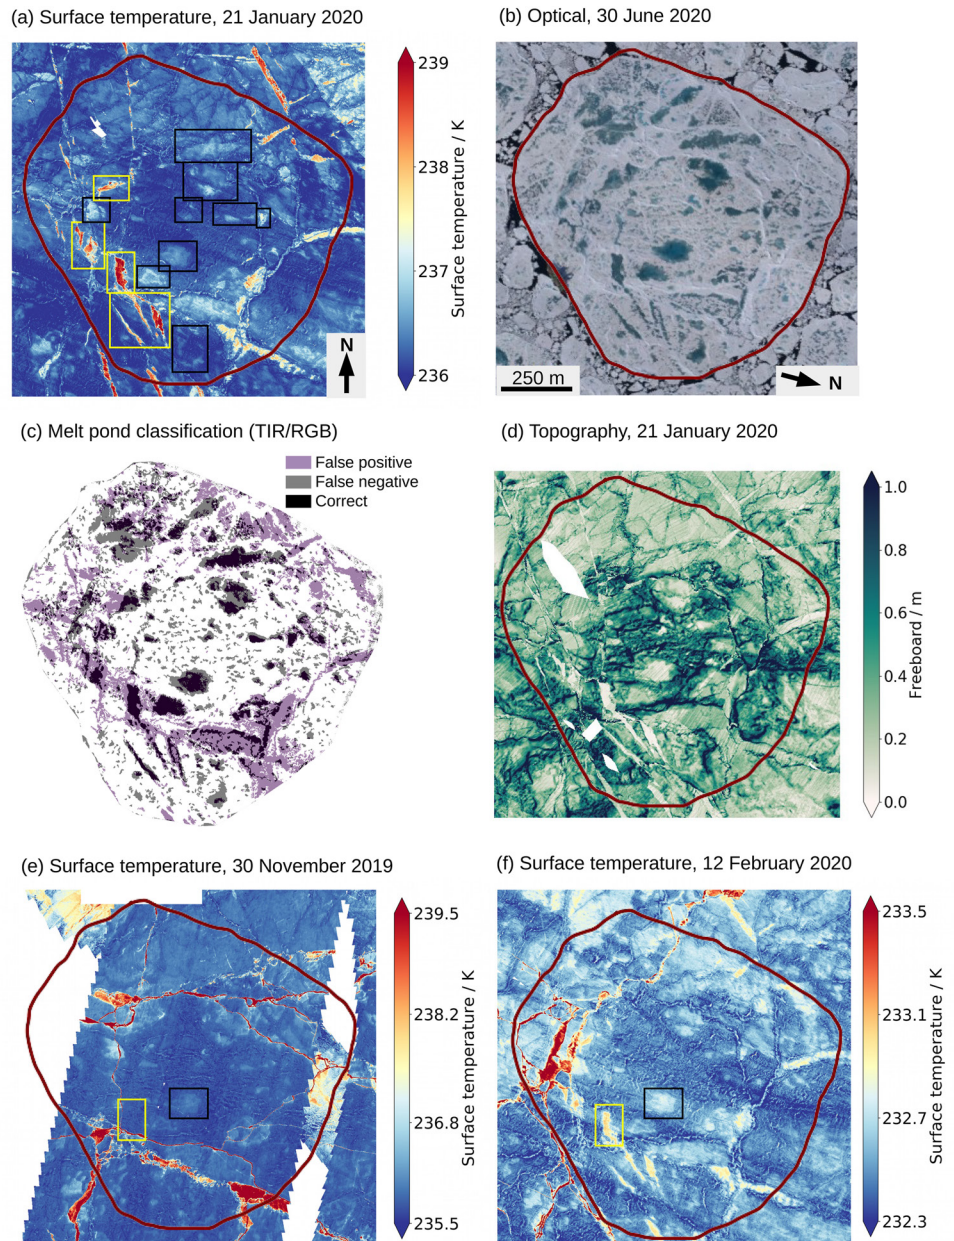 (a) Surface temperature, 21 January 2020
239
238
237
236
Surface temperature / K
N
(b) Optical, 30 June 2020
250 m
N
(c) Melt pond classification (TIR/RGB)
False positive
False negative
Correct
(d) Topography, 21 January 2020
1.0
0.8
0.6
0.4
0.2
0.0
Freeboard / m
(e) Surface temperature, 30 November 2019
239.5
238.2
236.8
235.5
Surface temperature / K
(f) Surface temperature, 12 February 2020
233.5
233.1
232.7
232.3
Surface temperature / K